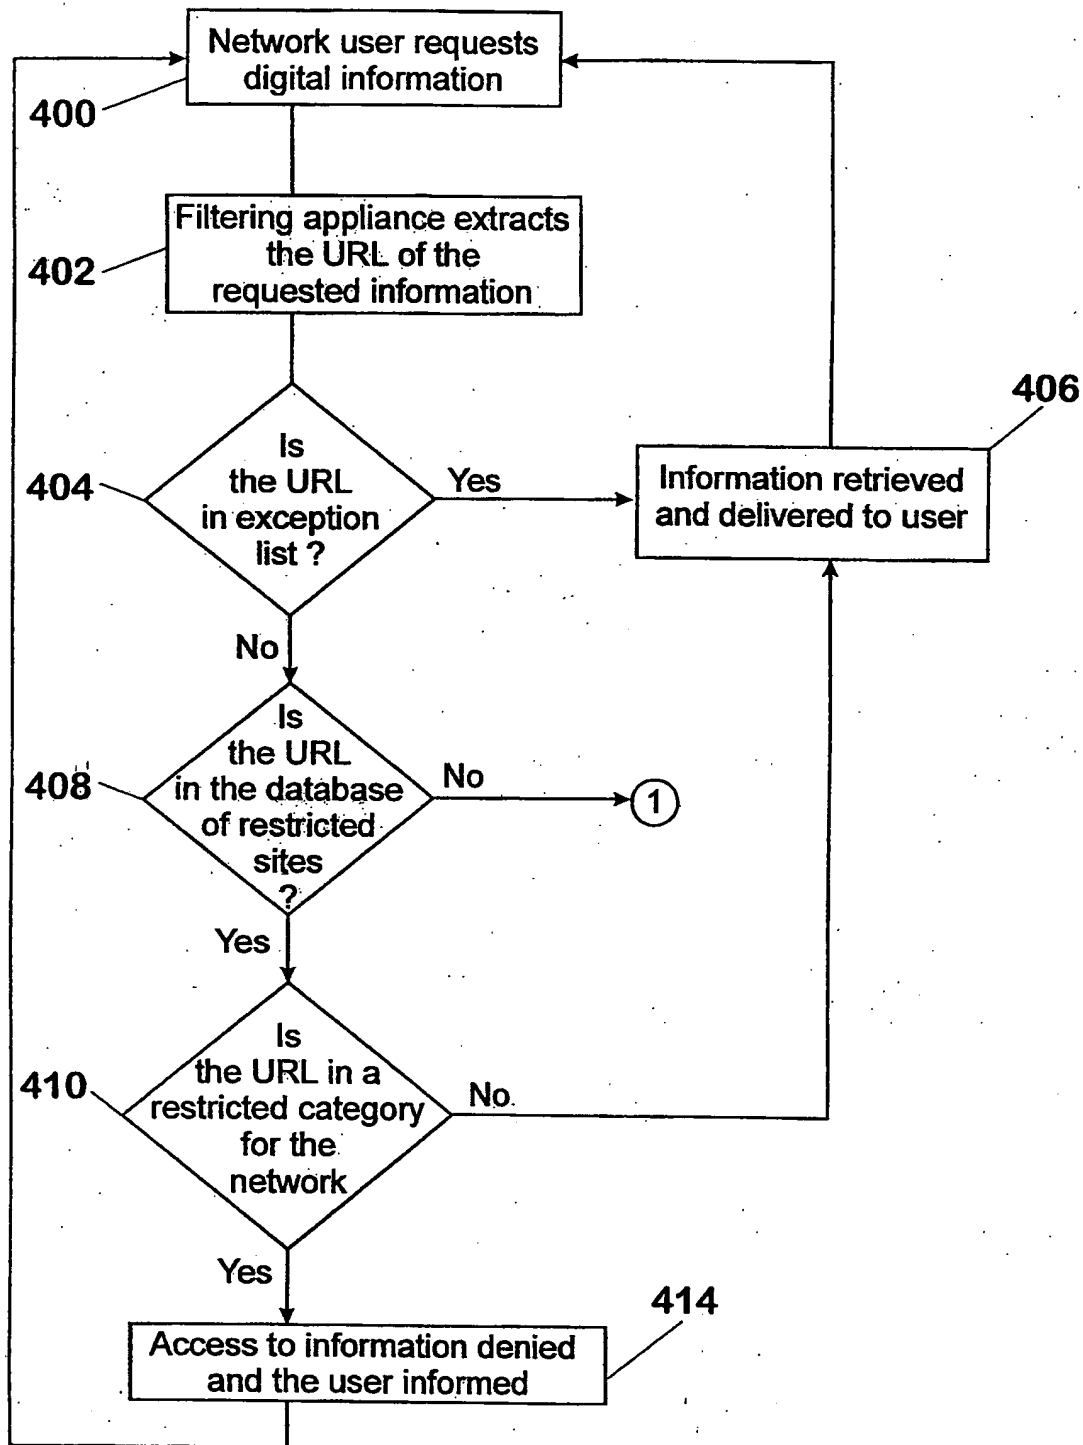 Network user requests
digital information
400
Filtering appliance extracts
the URL of the
requested information
402
406
Is
the URL
in exception
list ?
404
Yes
Information retrieved
and delivered to user
No
Is
the URL
in the database
of restricted
sites
?
408
No
1
Yes
Is
the URL in a
restricted category
for the
network
410
No
Yes
414
Access to information denied
and the user informed